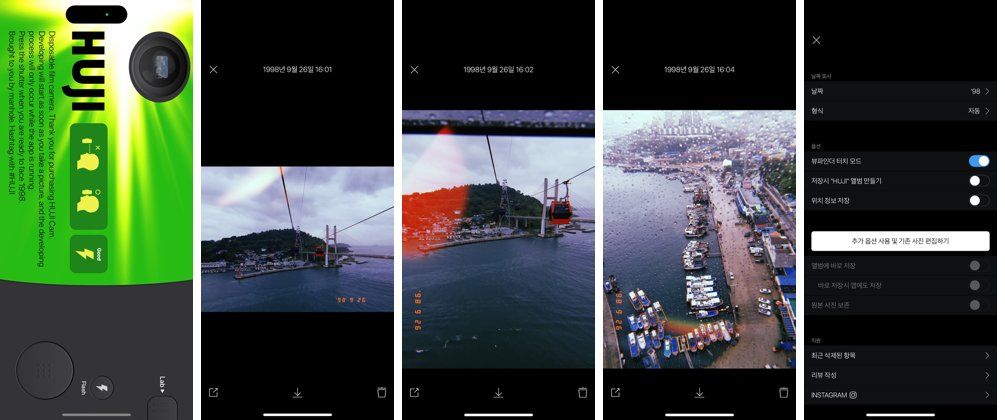 HUJI
Disposable film camera. Thank you for purchasing HUJI Cam.
Developing will start as soon as you take a picture, and the developing
process will only occur while the app is running.
Press the shutter when you are ready to face 1998.
Brought to you by manhole. Hashtag with #HUJI
Good
Flash
Lab
1998년 9월 26일 16:01
'98 9 26
1998년 9월 26일 16:02
'98 9 26
1998년 9월 26일 16:04
'98 9 26
날짜 표시
날짜 '98
형식 자동
옵션
뷰파인더 터치 모드
저장시 "HUJI" 앨범 만들기
위치 정보 저장
추가 옵션 사용 및 기존 사진 편집하기
앨범에 바로 저장
바로 저장시 앱에도 저장
원본 사진 보존
지원
최근 삭제된 항목
리뷰 작성
INSTAGRAM